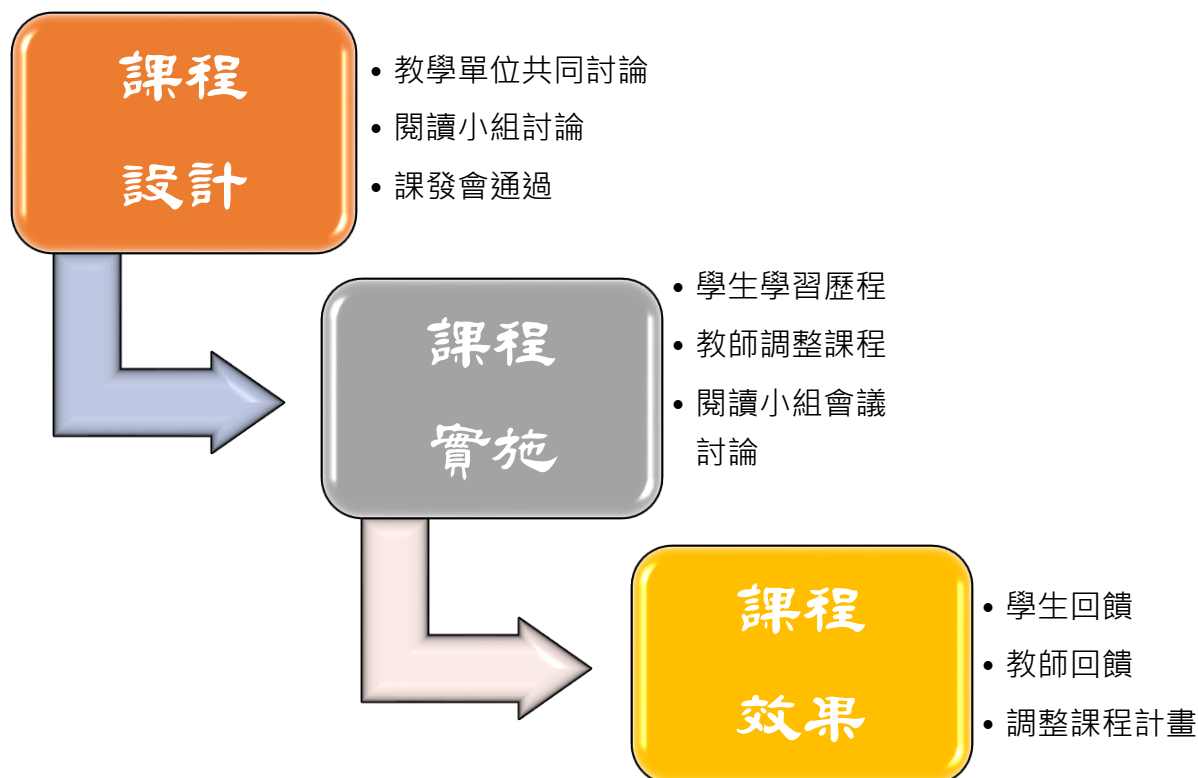 課程
設計
• 教學單位共同討論
• 閱讀小組討論
• 課發會通過
課程
實施
• 學生學習歷程
• 教師調整課程
• 閱讀小組會議
討論
課程
效果
• 學生回饋
• 教師回饋
• 調整課程計畫